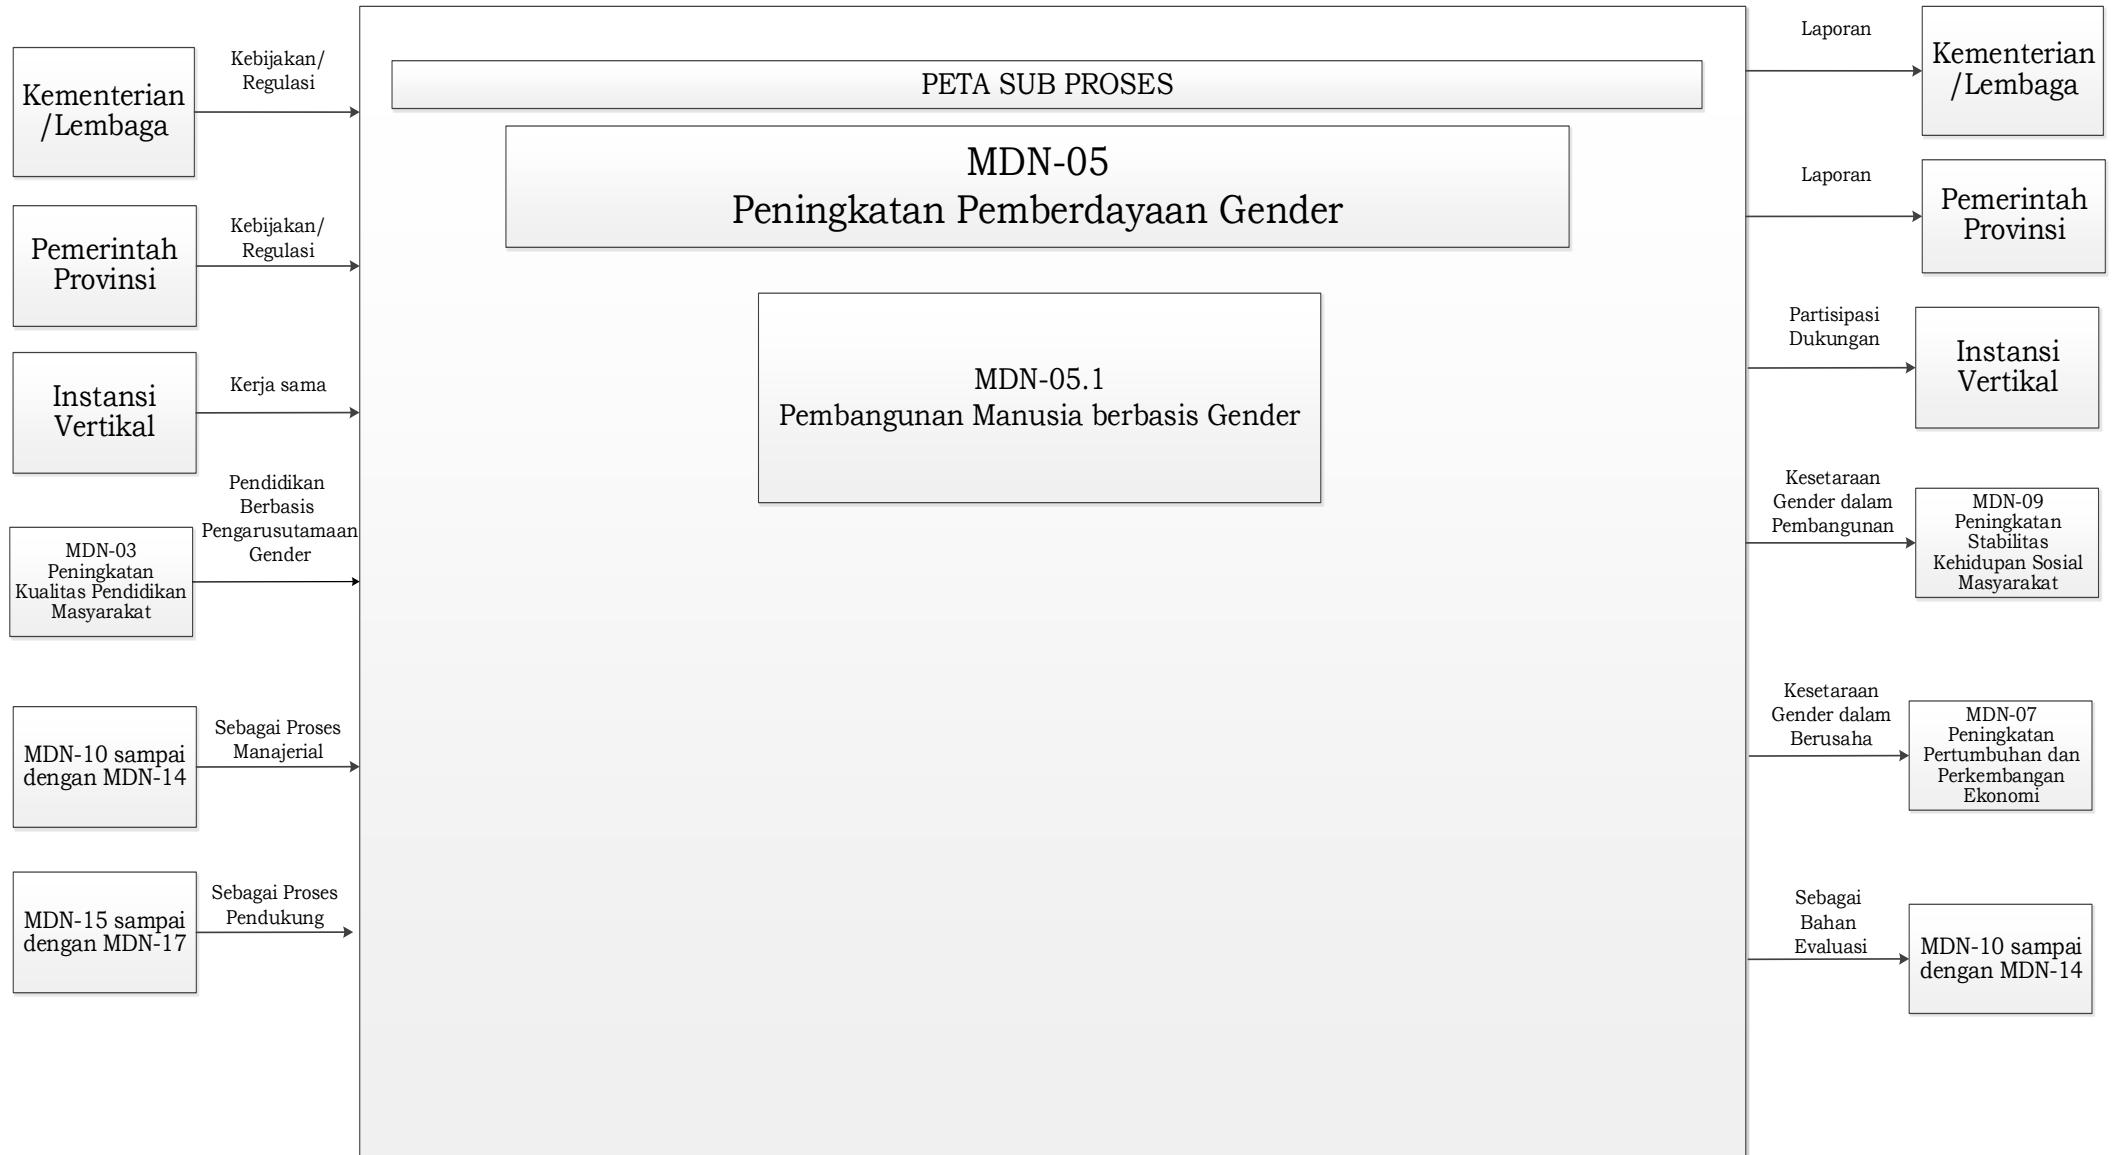 Kementerian
/Lembaga
Kebijakan/
Regulasi
Pemerintah
Provinsi
Kebijakan/
Regulasi
Instansi
Vertikal
Kerja sama
MDN-03
Peningkatan
Kualitas Pendidikan
Masyarakat
Pendidikan
Berbasis
Pengarusutamaan
Gender
MDN-10 sampai
dengan MDN-14
Sebagai Proses
Manajerial
MDN-15 sampai
dengan MDN-17
Sebagai Proses
Pendukung
PETA SUB PROSES
MDN-05
Peningkatan Pemberdayaan Gender
MDN-05.1
Pembangunan Manusia berbasis Gender
Laporan
Kementerian
/Lembaga
Laporan
Pemerintah
Provinsi
Partisipasi
Dukungan
Instansi
Vertikal
Kesetaraan
Gender dalam
Pembangunan
MDN-09
Peningkatan
Stabilitas
Kehidupan Sosial
Masyarakat
Kesetaraan
Gender dalam
Berusaha
MDN-07
Peningkatan
Pertumbuhan dan
Perkembangan
Ekonomi
Sebagai
Bahan
Evaluasi
MDN-10 sampai
dengan MDN-14